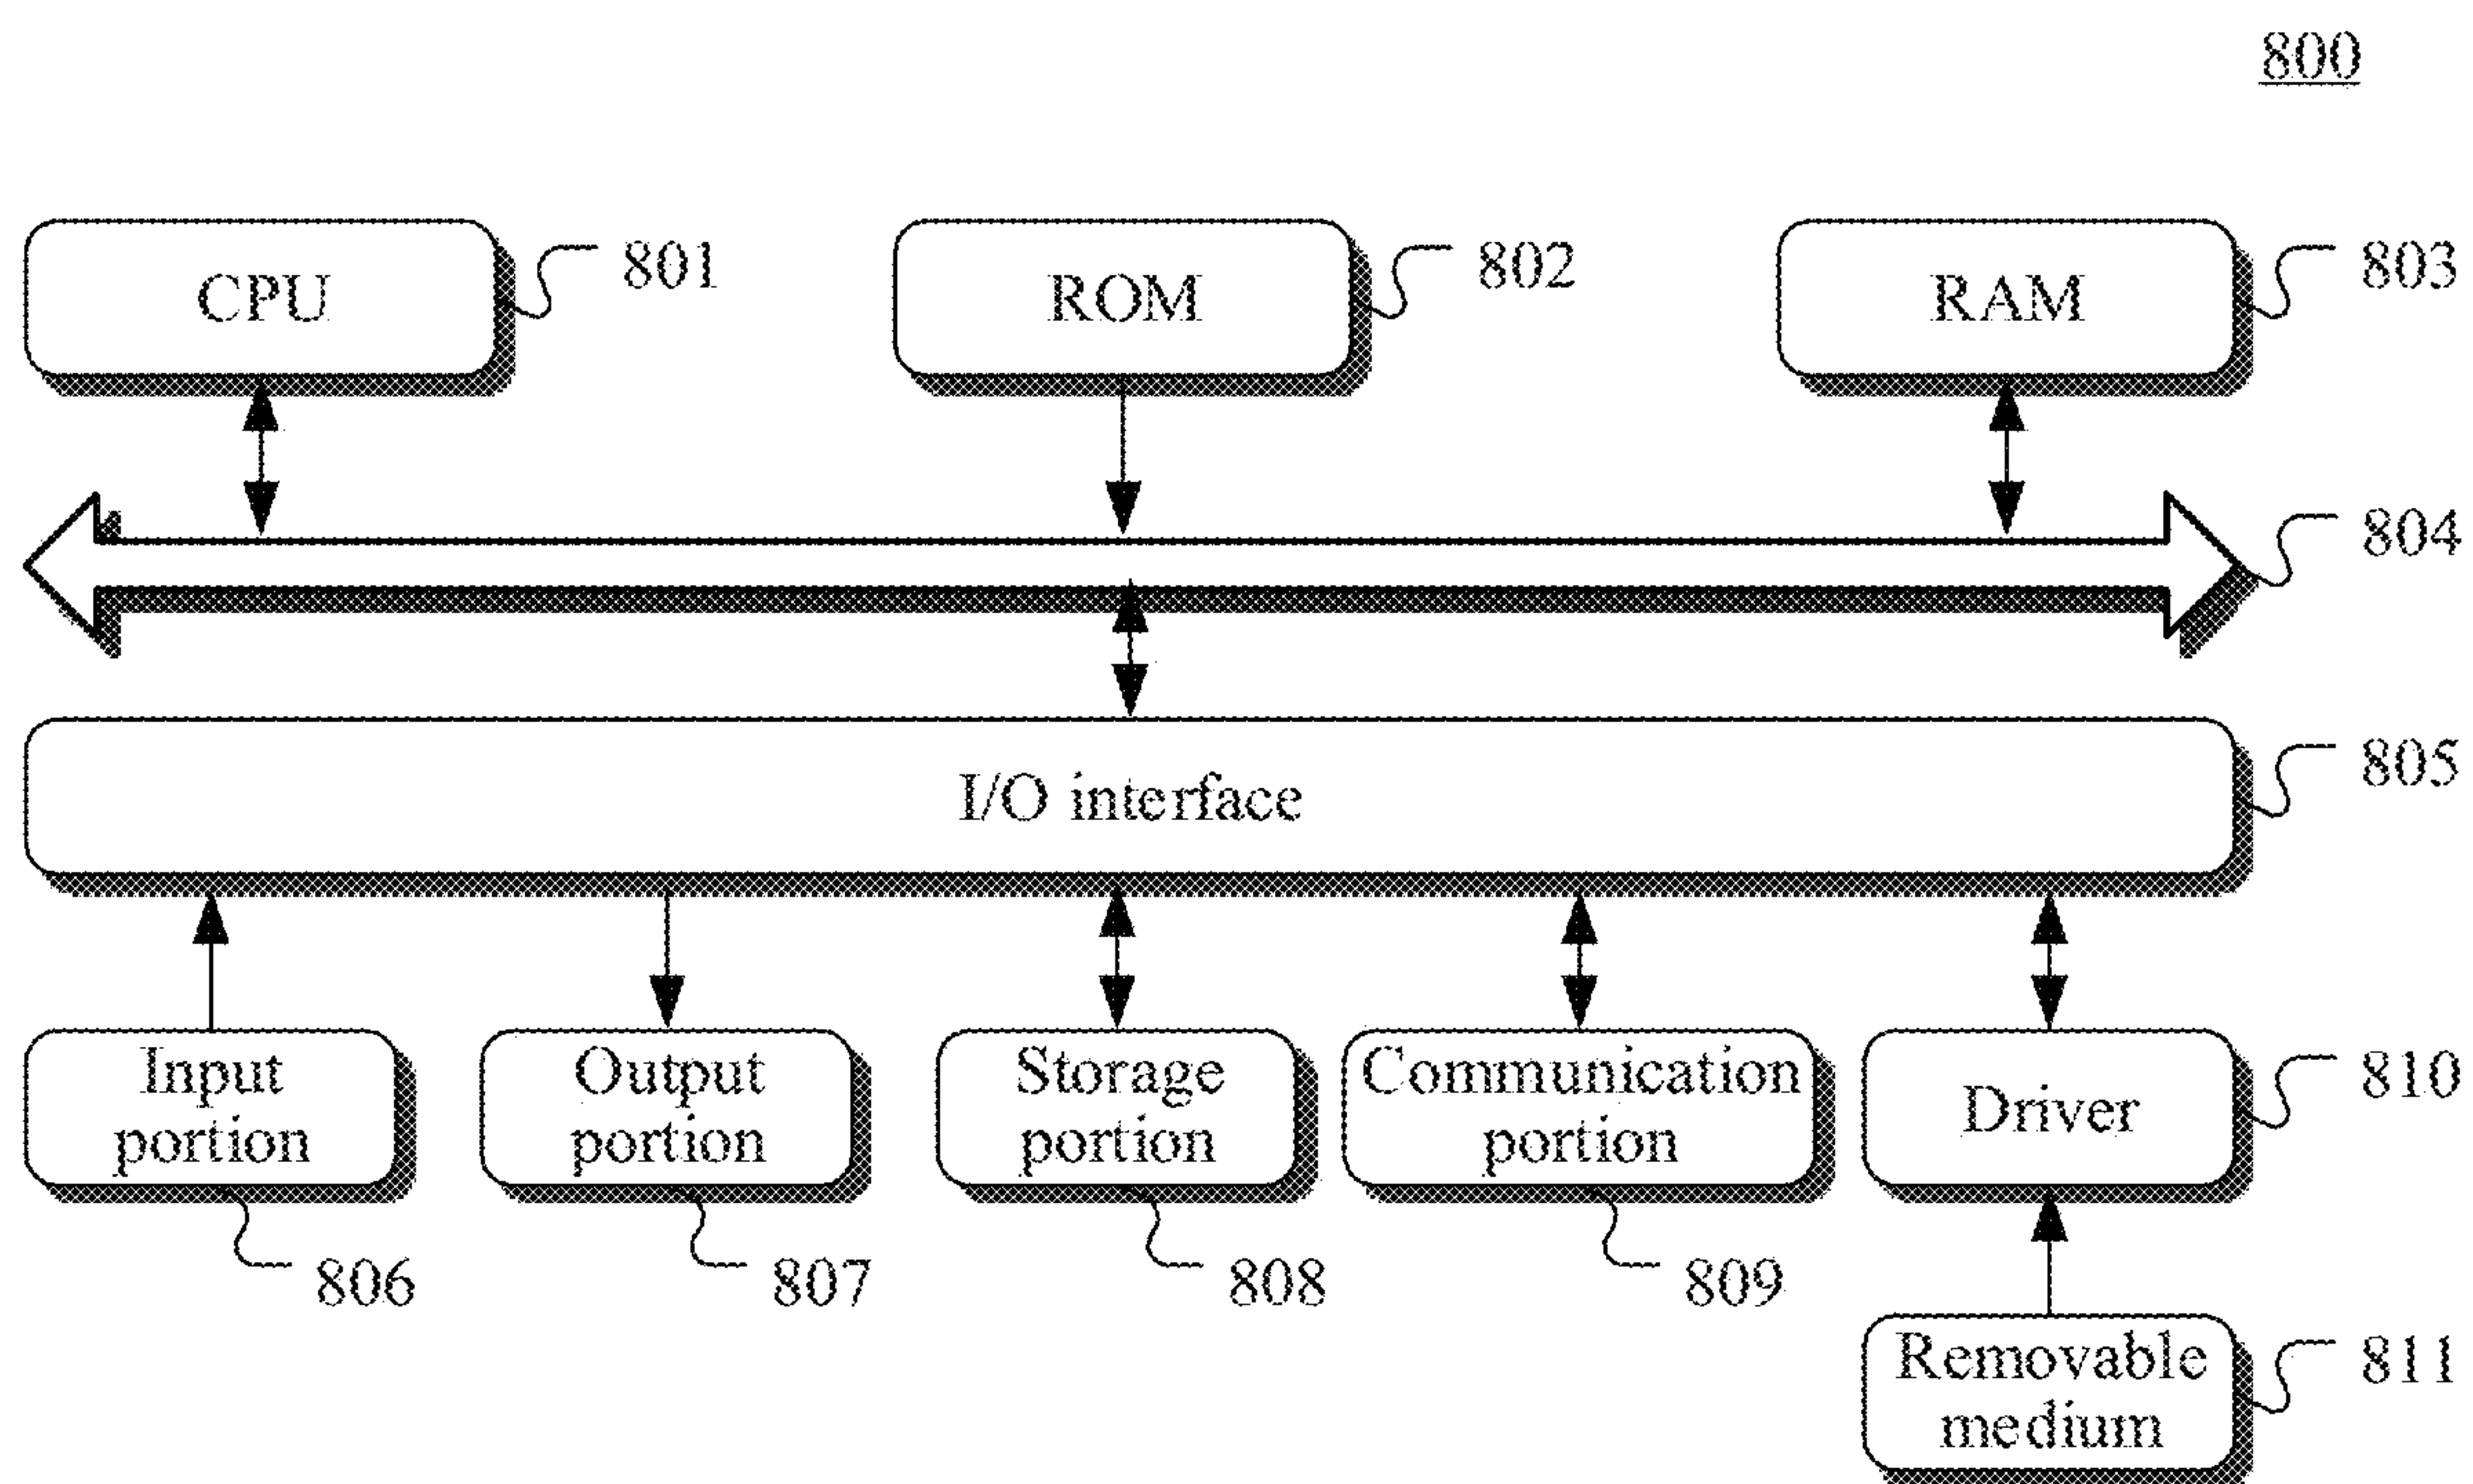 800
CPU 801
ROM 802
RAM 803
804
I/O interface 805
Input
portion
806
Output
portion
807
Storage
portion
808
Communication
portion
809
Driver 810
Removable
medium
811